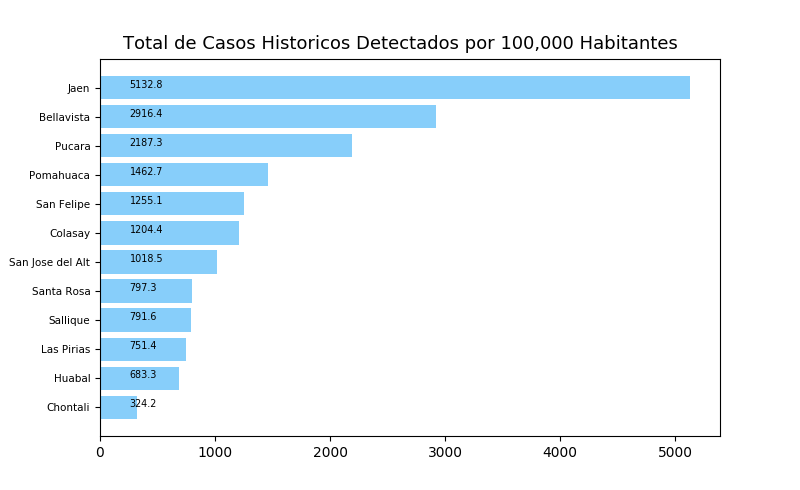 Total de Casos Historicos Detectados por 100,000 Habitantes
Jaen 5132.8
Bellavista 2916.4
Pucara 2187.3
Pomahuaca 1462.7
San Felipe 1255.1
Colasay 1204.4
San Jose del Alt 1018.5
Santa Rosa 797.3
Sallique 791.6
Las Pirias 751.4
Huabal 683.3
Chontali 324.2
0 1000 2000 3000 4000 5000